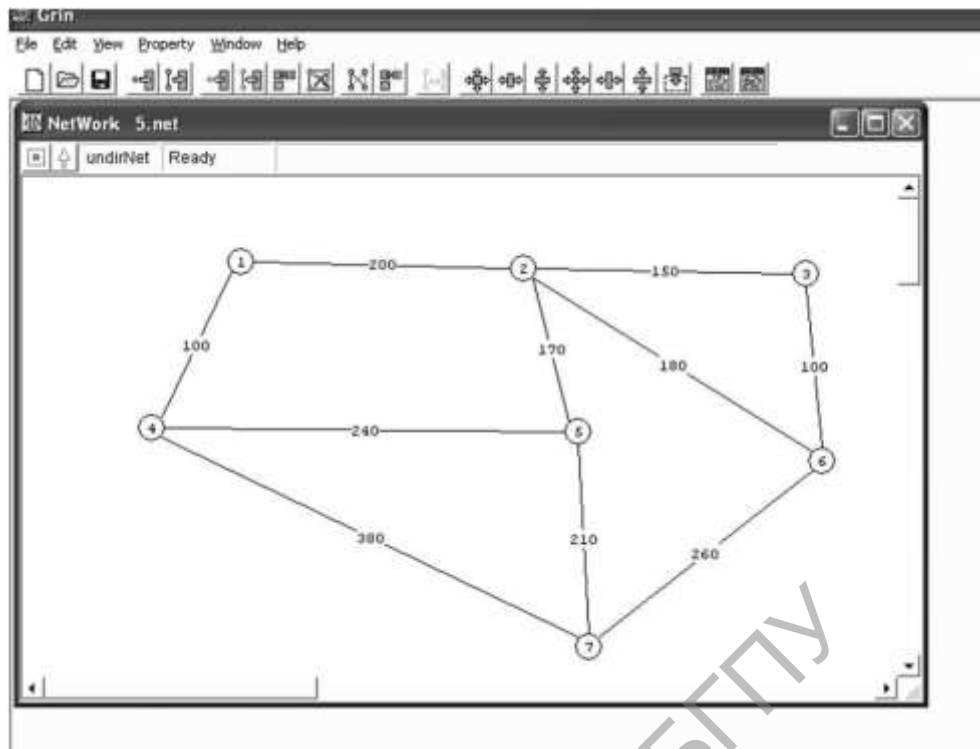 Grin
File Edit View Property Window Help
NetWork 5.net
undirNet Ready
1 200 2 150 3
100 170 180 100
4 240 5 6
380 210 260
7
БГПУ